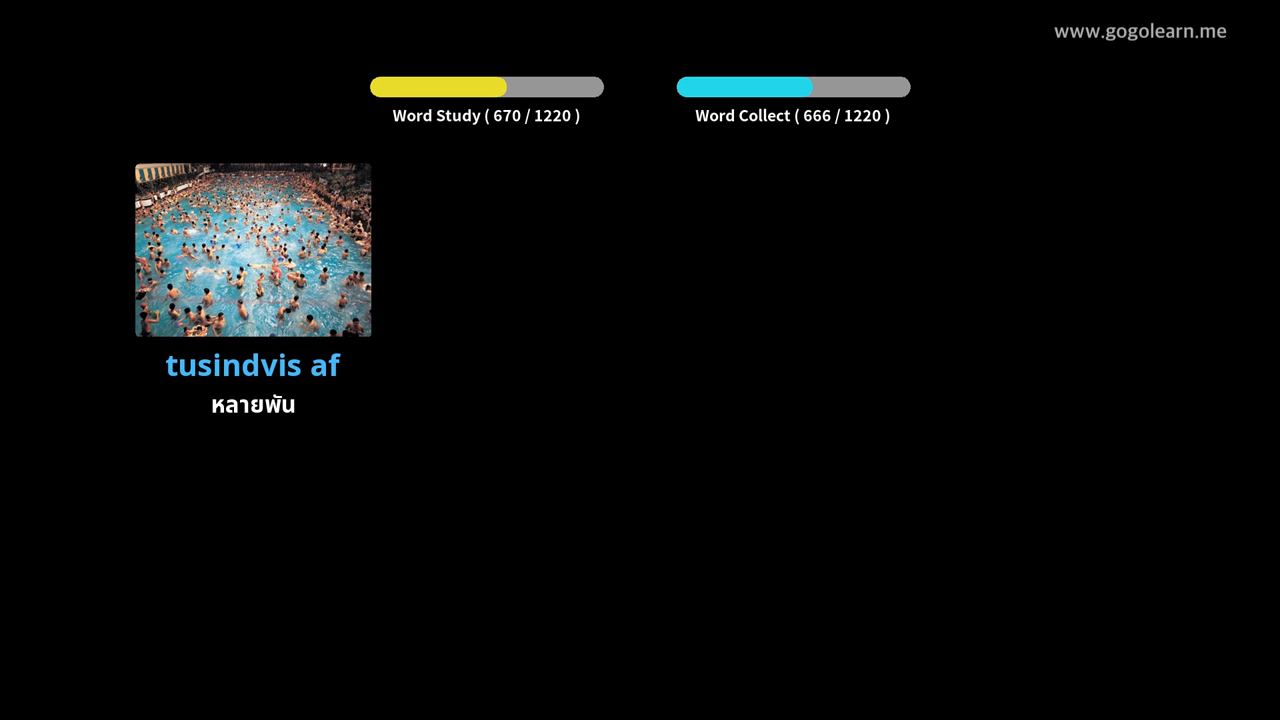 www.gogolearn.me
Word Study ( 670 / 1220 )
Word Collect ( 666 / 1220 )
tusindvis af
หลายพัน